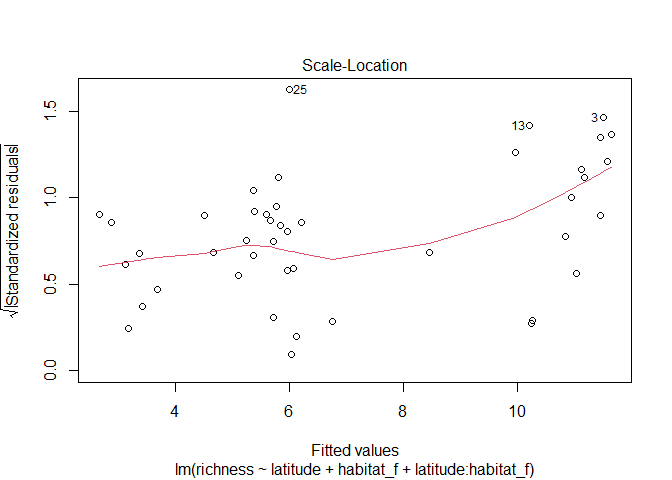 Scale-Location
√|Standardized residuals|
1.5
1.0
0.5
0.0
25
13
3
4 6 8 10
Fitted values
lm(richness ~ latitude + habitat_f + latitude:habitat_f)